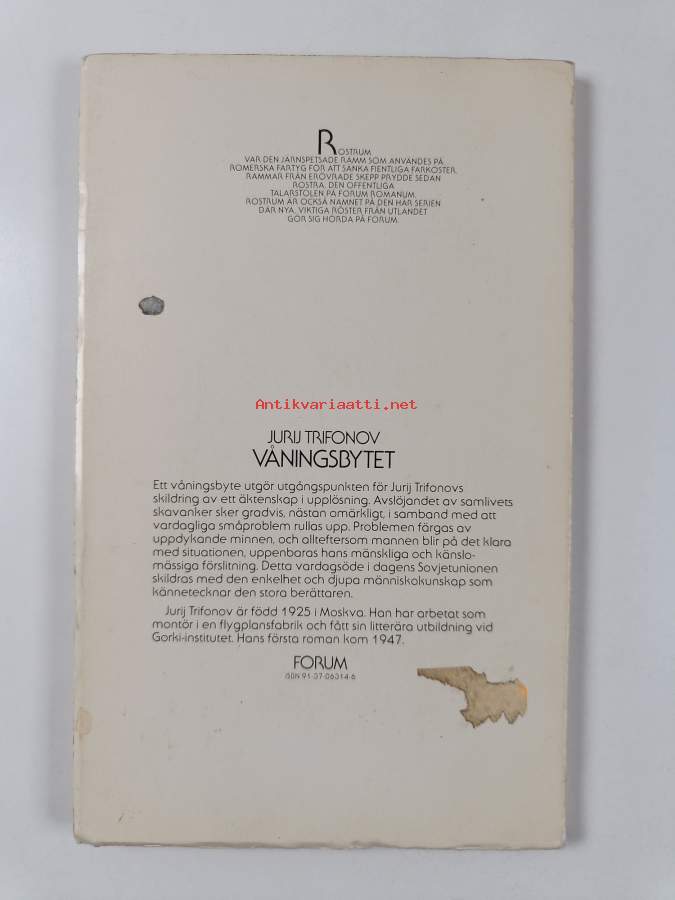 ROSTRUM
VAR DEN JÄRNSPETSADE RAMM SOM ANVÄNDES PÅ
ROMERSKA FARTYG FÖR ATT SÄNKA FIENTLIGA FARKOSTER.
RAMMAR FRÅN ERÖVRADE SKEPP PRYDDE SEDAN
ROSTRA, DEN OFFENTLIGA
TALARSTOLEN PÅ FORUM ROMANUM.
ROSTRUM ÄR OCKSÅ NAMNET PÅ DEN HÄR SERIEN
DÄR NYA, VIKTIGA RÖSTER FRÅN UTLANDET
GÖR SIG HÖRDA PÅ FORUM.
Antikvariaatti.net
JURIJ TRIFONOV
VÅNINGSBYTET
Ett våningsbyte utgör utgångspunkten för Jurij Trifonovs
skildring av ett äktenskap i upplösning. Avslöjandet av samlivets
skavanker sker gradvis, nästan omärkligt, i samband med att
vardagliga småproblem rullas upp. Problemen färgas av
uppdykande minnen, och allteftersom mannen blir på det klara
med situationen, uppenbaras hans mänskliga och känslo-
mässiga förslitning. Detta vardagsöde i dagens Sovjetunionen
skildras med den enkelhet och djupa människokunskap som
kännetecknar den stora berättaren.
Jurij Trifonov är född 1925 i Moskva. Han har arbetat som
montör i en flygplansfabrik och fått sin litterära utbildning vid
Gorki-institutet. Hans första roman kom 1947.
FORUM
ISBN 91-37-06314-6